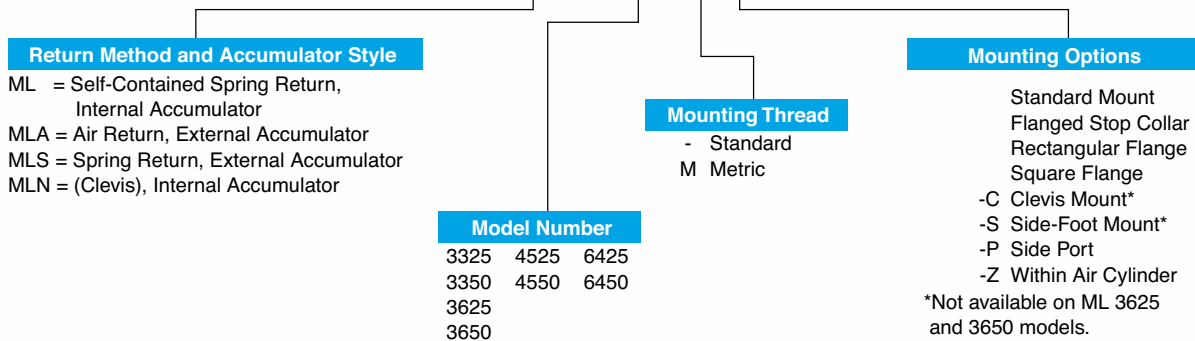 Return Method and Accumulator Style
ML = Self-Contained Spring Return,
Internal Accumulator
MLA = Air Return, External Accumulator
MLS = Spring Return, External Accumulator
MLN = (Clevis), Internal Accumulator
Model Number
3325 4525 6425
3350 4550 6450
3625
3650
Mounting Thread
- Standard
M Metric
Mounting Options
Standard Mount
Flanged Stop Collar
Rectangular Flange
Square Flange
-C Clevis Mount*
-S Side-Foot Mount*
-P Side Port
-Z Within Air Cylinder
*Not available on ML 3625
and 3650 models.